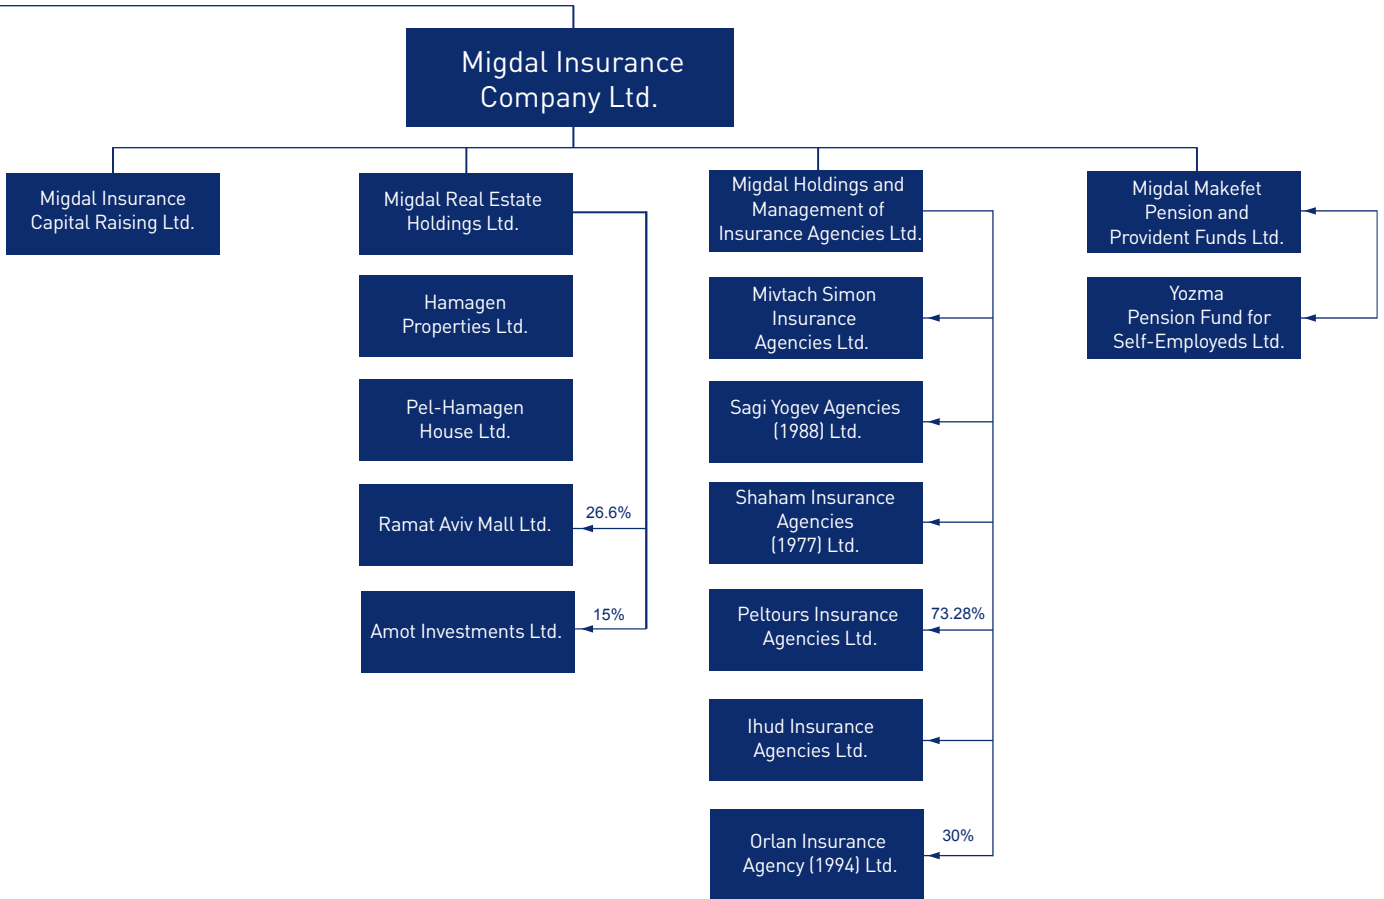 Migdal Insurance
Company Ltd.
Migdal Insurance
Capital Raising Ltd.
Migdal Real Estate
Holdings Ltd.
Hamagen
Properties Ltd.
Pel-Hamagen
House Ltd.
Ramat Aviv Mall Ltd.
26.6%
Amot Investments Ltd.
15%
Migdal Holdings and
Management of
Insurance Agencies Ltd.
Mivtach Simon
Insurance
Agencies Ltd.
Sagi Yogev Agencies
(1988) Ltd.
Shaham Insurance
Agencies
(1977) Ltd.
Peltours Insurance
Agencies Ltd.
73.28%
Ihud Insurance
Agencies Ltd.
Orlan Insurance
Agency (1994) Ltd.
30%
Migdal Makefet
Pension and
Provident Funds Ltd.
Yozma
Pension Fund for
Self-Employeds Ltd.